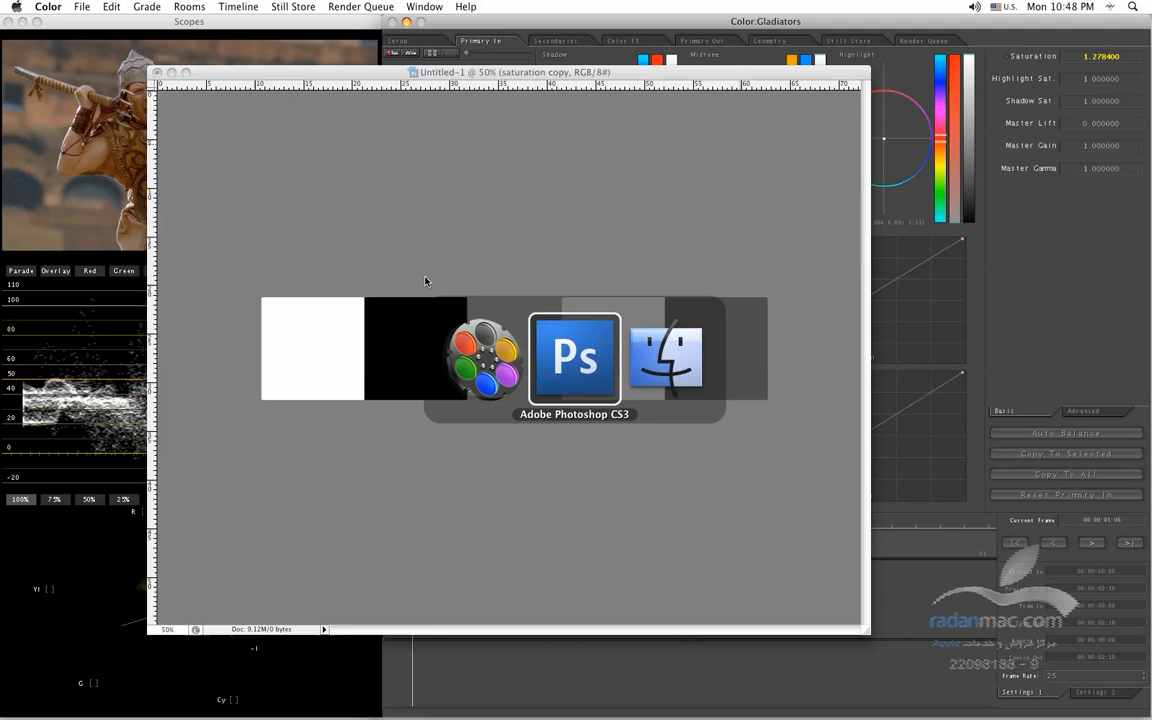 Color File Edit Grade Rooms Timeline Still Store Render Queue Window Help U.S. Mon 10:48 PM
Scopes
Color:Gladiators
Setup Primary In Secondaries Color FX Primary Out Geometry Still Store Render Queue
Shadow Midtone Highlight
Saturation 1.278400
Highlight Sat. 1.000000
Shadow Sat. 1.000000
Master Lift 0.000000
Master Gain 1.000000
Master Gamma 1.000000
Untitled-1 @ 50% (saturation copy, RGB/8#)
Parade Overlay Red Green
110
100
80
60
50
40
20
0
-20
100% 75% 50% 25%
R
YI
-I
G
Cy
Ps
Adobe Photoshop CS3
50% Doc: 9.12M/0 bytes
Basic Advanced
Auto Balance
Copy To Selected
Copy To All
Reset Primary In
Current Frame 00:00:01:06
radanmac.com
22098188 - 9
Frame Rate: 25
Settings 1 Settings 2